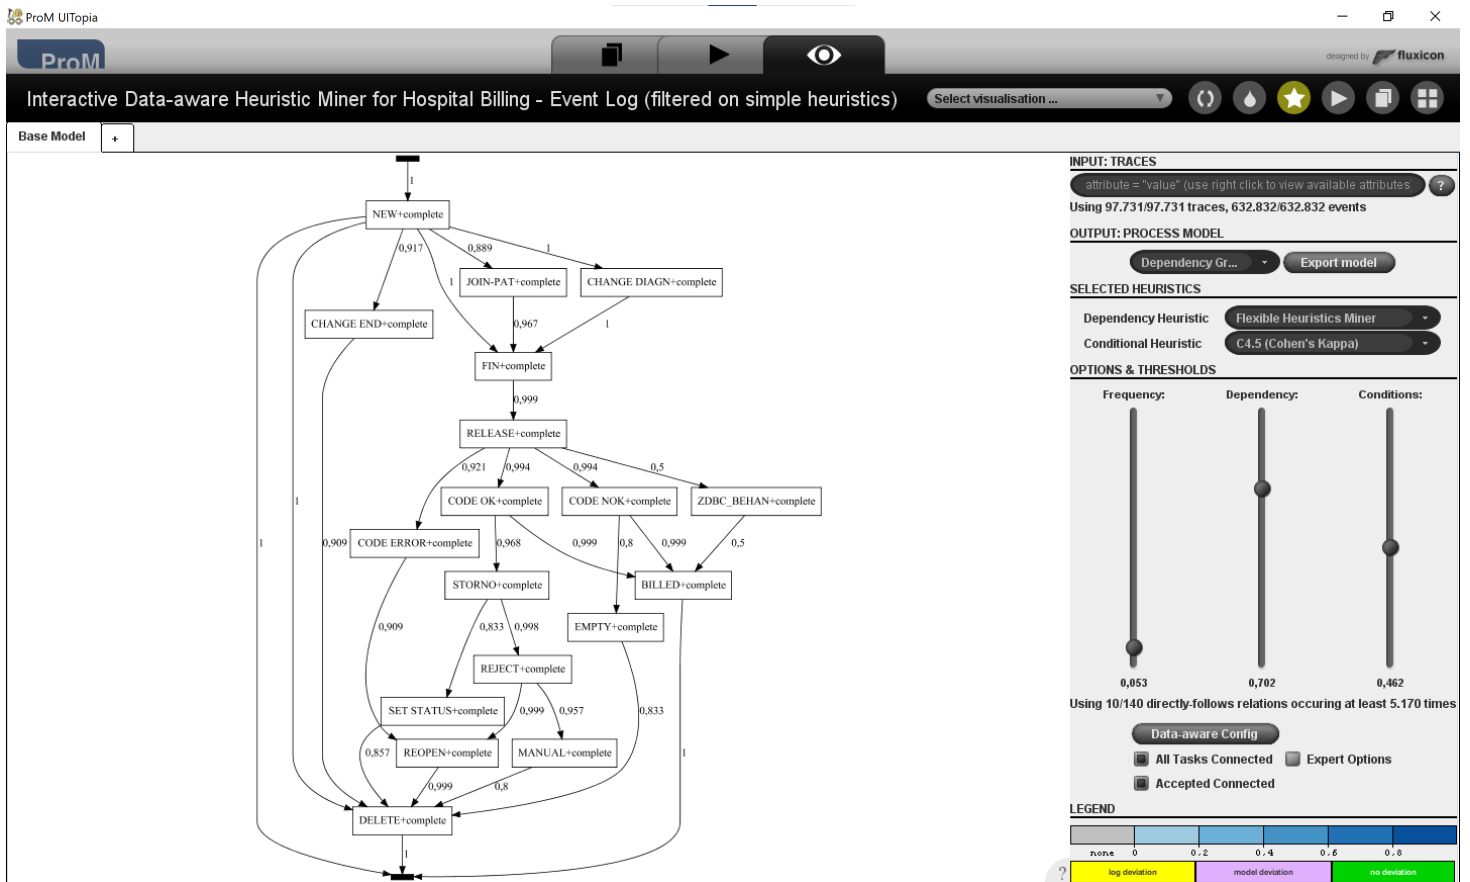 ProM UITopia
ProM
designed by fluxicon
Interactive Data-aware Heuristic Miner for Hospital Billing - Event Log (filtered on simple heuristics)
Select visualisation ...
Base Model
+
1
NEW+complete
0,917
0,889
1
1
JOIN-PAT+complete
CHANGE DIAGN+complete
CHANGE END+complete
0,967
1
FIN+complete
0,999
RELEASE+complete
0,921
0,994
0,994
0,5
CODE OK+complete
CODE NOK+complete
ZDBC_BEHAN+complete
1
1
0,909
CODE ERROR+complete
0,968
0,999
0,8
0,999
0,5
STORNO+complete
BILLED+complete
0,909
0,833
0,998
EMPTY+complete
REJECT+complete
SET STATUS+complete
0,999
0,957
0,833
0,857
REOPEN+complete
MANUAL+complete
1
0,999
0,8
DELETE+complete
1
INPUT: TRACES
attribute = "value" (use right click to view available attributes
?
Using 97.731/97.731 traces, 632.832/632.832 events
OUTPUT: PROCESS MODEL
Dependency Gr...
Export model
SELECTED HEURISTICS
Dependency Heuristic
Flexible Heuristics Miner
Conditional Heuristic
C4.5 (Cohen's Kappa)
OPTIONS & THRESHOLDS
Frequency:
Dependency:
Conditions:
0,053
0,702
0,462
Using 10/140 directly-follows relations occuring at least 5.170 times
Data-aware Config
All Tasks Connected
Expert Options
Accepted Connected
LEGEND
none 0 0,2 0,4 0,6 0,8
?
log deviation
model deviation
no deviation